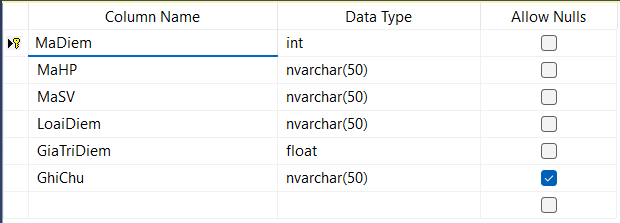 Column Name Data Type Allow Nulls
MaDiem int
MaHP nvarchar(50)
MaSV nvarchar(50)
LoaiDiem nvarchar(50)
GiaTriDiem float
GhiChu nvarchar(50)